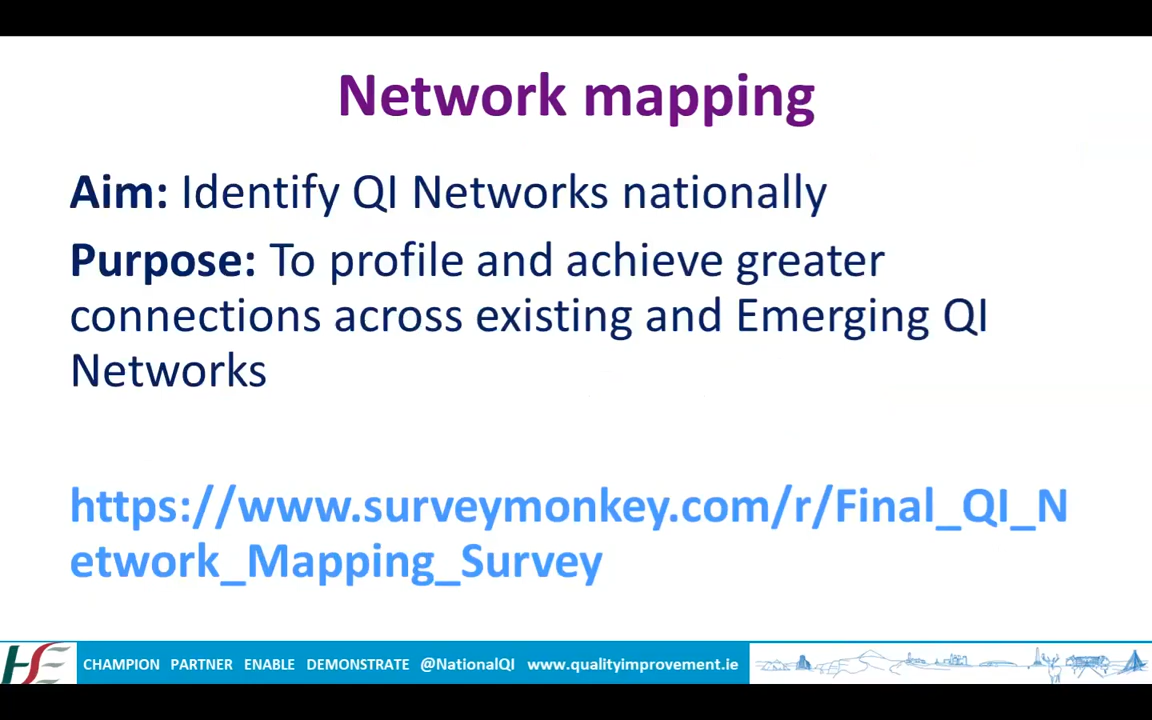 Network mapping
Aim: Identify QI Networks nationally
Purpose: To profile and achieve greater
connections across existing and Emerging QI
Networks
https://www.surveymonkey.com/r/Final_QI_N
etwork_Mapping_Survey
HSE CHAMPION PARTNER ENABLE DEMONSTRATE @NationalQI www.qualityimprovement.ie